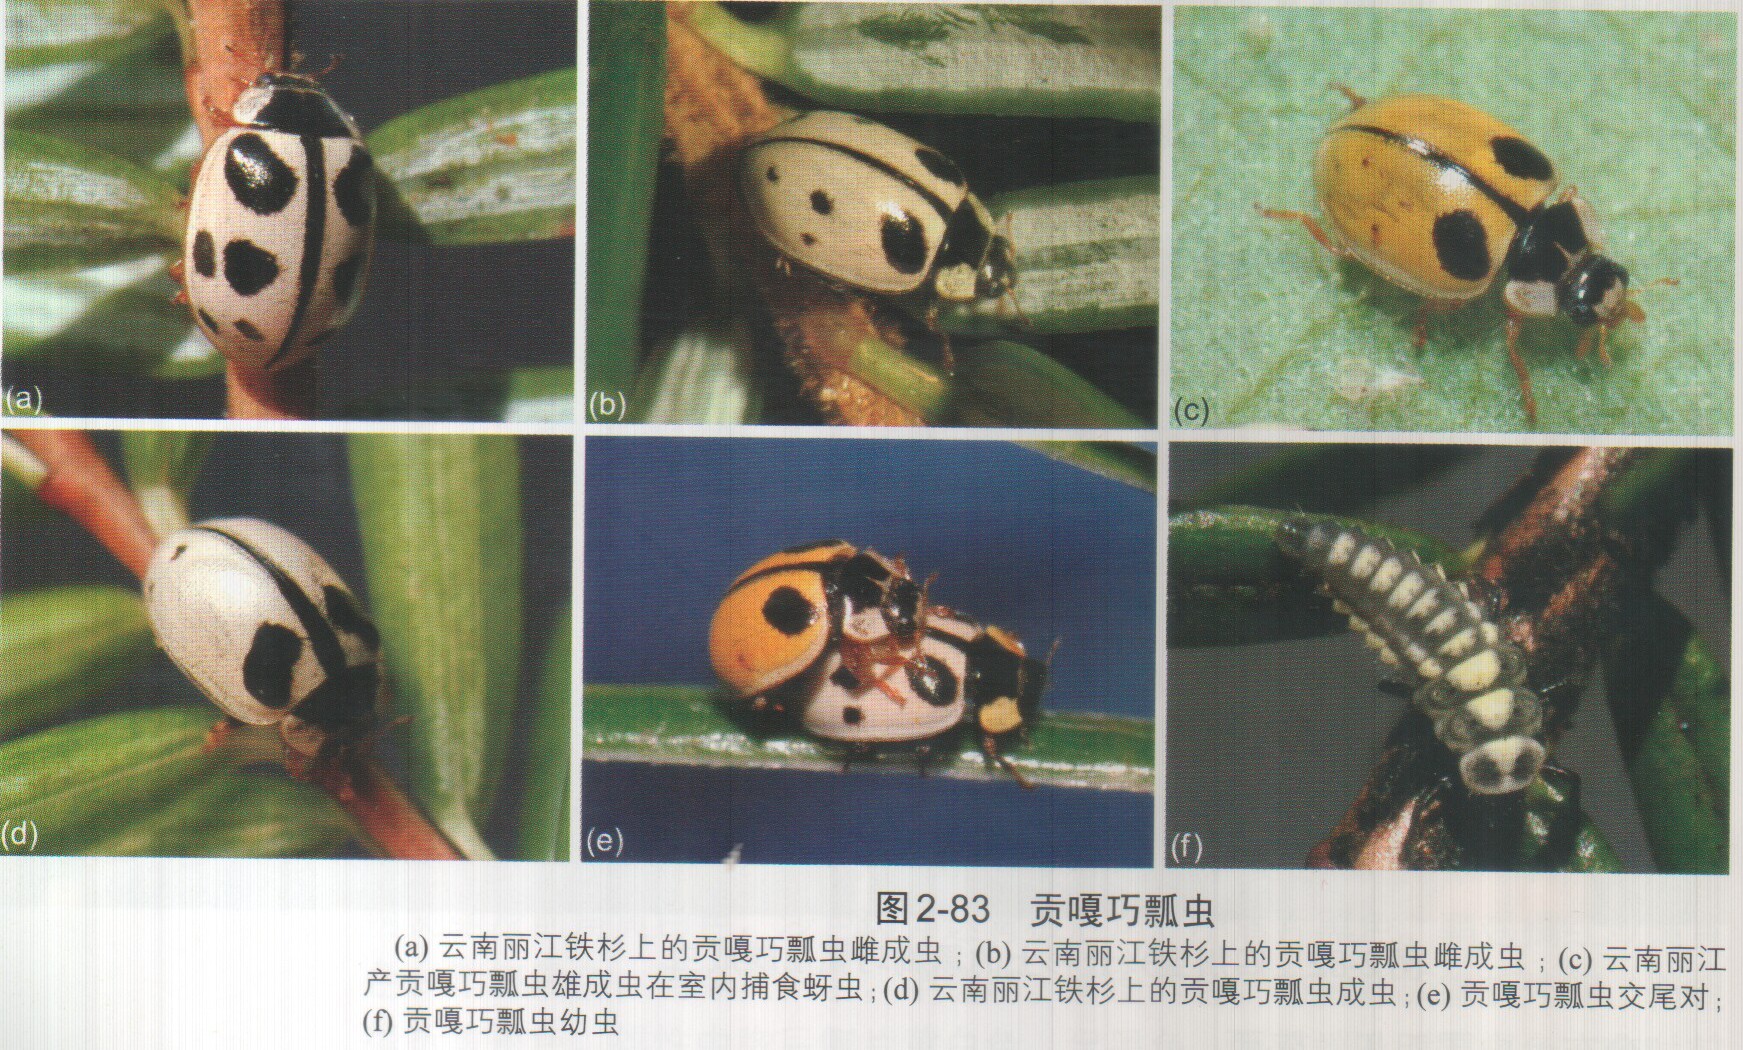 (a)
(b)
(c)
(d)
(e)
(f)
图2-83 贡嘎巧瓢虫
(a) 云南丽江铁杉上的贡嘎巧瓢虫雌成虫；(b) 云南丽江铁杉上的贡嘎巧瓢虫雌成虫；(c) 云南丽江
产贡嘎巧瓢虫雄成虫在室内捕食蚜虫；(d) 云南丽江铁杉上的贡嘎巧瓢虫成虫；(e) 贡嘎巧瓢虫交尾对；
(f) 贡嘎巧瓢虫幼虫